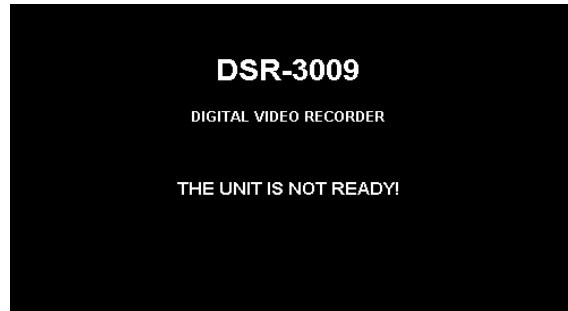 DSR-3009
DIGITAL VIDEO RECORDER
THE UNIT IS NOT READY!